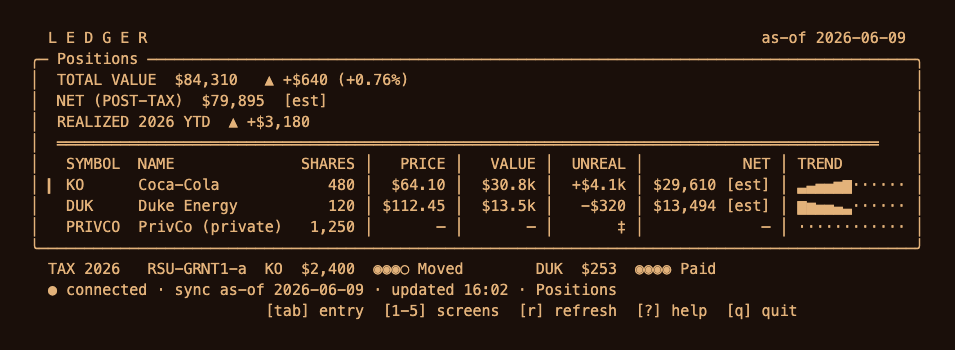 L E D G E R as-of 2026-06-09
Positions
TOTAL VALUE $84,310 ▲ +$640 (+0.76%)
NET (POST-TAX) $79,895 [est]
REALIZED 2026 YTD ▲ +$3,180
SYMBOL NAME SHARES │ PRICE │ VALUE │ UNREAL │ NET │ TREND
▎ KO Coca-Cola 480 │ $64.10 │ $30.8k │ +$4.1k │ $29,610 [est] │ ······
DUK Duke Energy 120 │ $112.45 │ $13.5k │ −$320 │ $13,494 [est] │ ······
PRIVCO PrivCo (private) 1,250 │ — │ — │ ‡ │ — │ ············
TAX 2026 RSU-GRNT1-a KO $2,400 ◉◉◉○ Moved DUK $253 ◉◉◉◉ Paid
● connected · sync as-of 2026-06-09 · updated 16:02 · Positions
[tab] entry [1-5] screens [r] refresh [?] help [q] quit